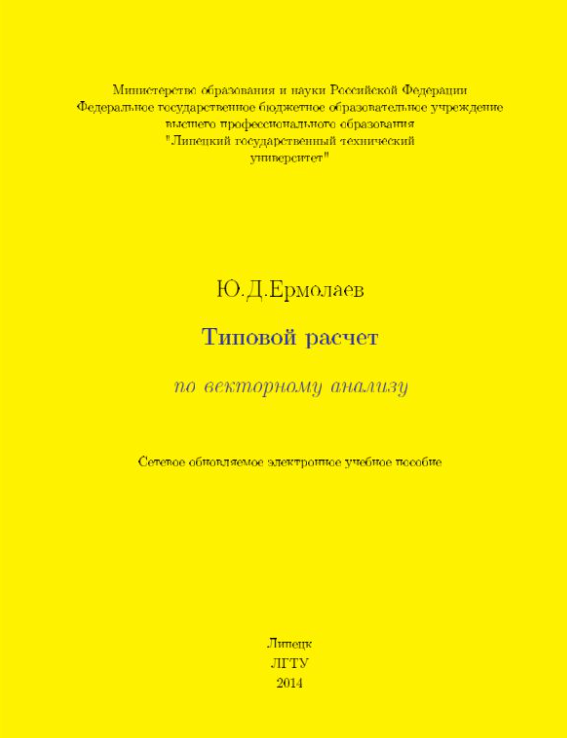 Министерство образования и науки Российской Федерации
Федеральное государственное бюджетное образовательное учреждение
высшего профессионального образования
"Липецкий государственный технический
университет"
Ю.Д.Ермолаев
Типовой расчет
по векторному анализу
Сетевое обновляемое электронное учебное пособие
Липецк
ЛГТУ
2014